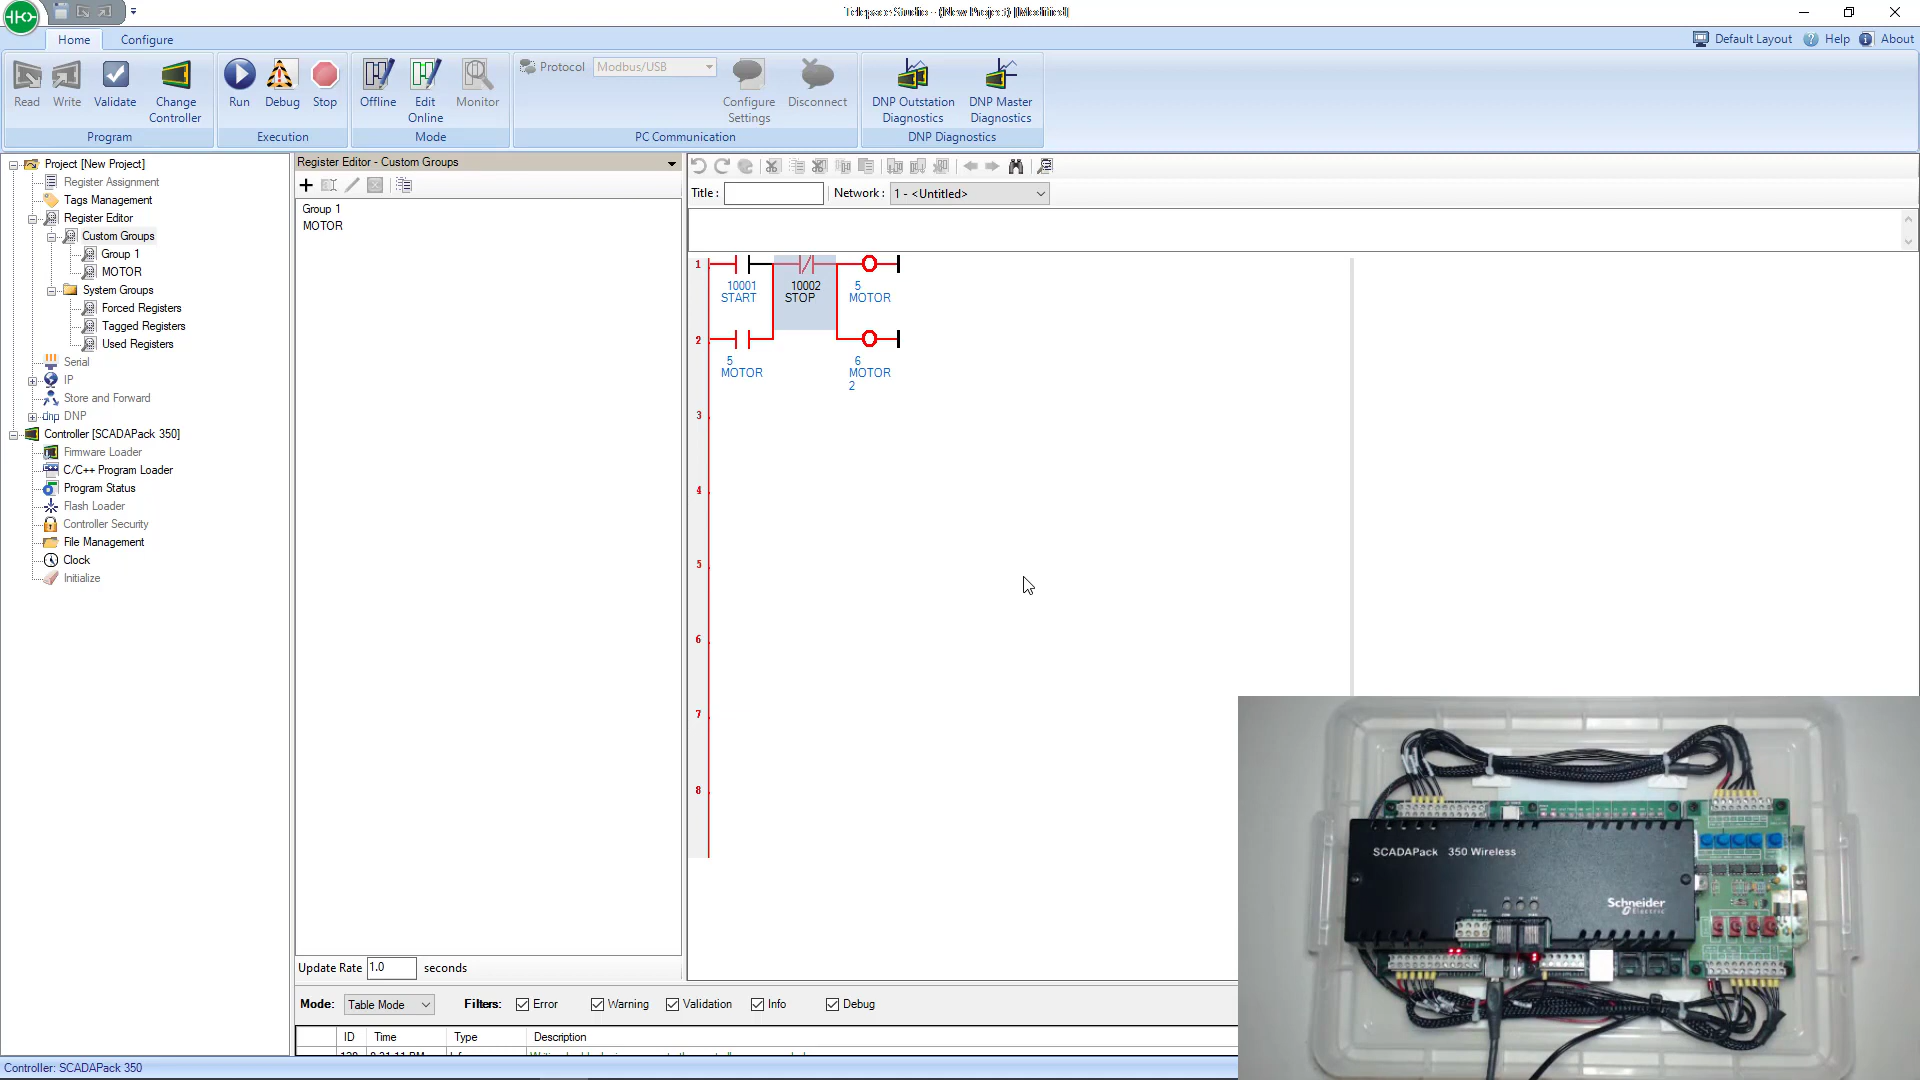 Telepace Studio - (New Project) [Modified]
Home
Configure
Default Layout
Help
About
Read
Write
Validate
Change
Controller
Run
Debug
Stop
Offline
Edit
Online
Monitor
Protocol
Modbus/USB
Configure
Settings
Disconnect
DNP Outstation
Diagnostics
DNP Master
Diagnostics
Program
Execution
Mode
PC Communication
DNP Diagnostics
Project [New Project]
Register Assignment
Tags Management
Register Editor
Custom Groups
Group 1
MOTOR
System Groups
Forced Registers
Tagged Registers
Used Registers
Serial
IP
Store and Forward
dnp DNP
Controller [SCADAPack 350]
Firmware Loader
C/C++ Program Loader
Program Status
Flash Loader
Controller Security
File Management
Clock
Initialize
Register Editor - Custom Groups
Group 1
MOTOR
Update Rate 1.0 seconds
Title :
Network : 1 - <Untitled>
1
10001
START
10002
STOP
5
MOTOR
2
5
MOTOR
6
MOTOR
2
3
4
5
6
7
8
Mode: Table Mode
Filters: Error Warning Validation Info Debug
ID Time Type Description
Controller: SCADAPack 350
SCADAPack 350 Wireless
Schneider
Electric